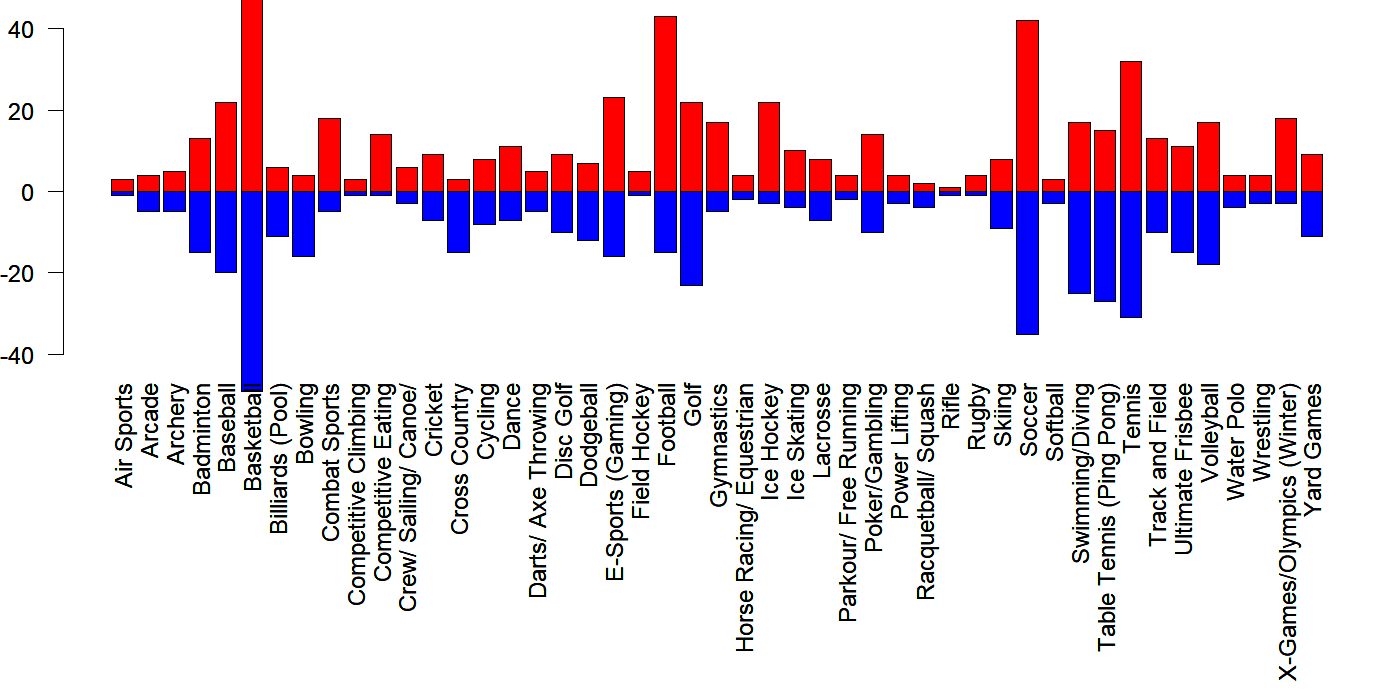 40
20
0
-20
-40
Air Sports
Arcade
Archery
Badminton
Baseball
Basketball
Billiards (Pool)
Bowling
Combat Sports
Competitive Climbing
Competitive Eating
Crew/ Sailing/ Canoe/
Cricket
Cross Country
Cycling
Dance
Darts/ Axe Throwing
Disc Golf
Dodgeball
E-Sports (Gaming)
Field Hockey
Football
Golf
Gymnastics
Horse Racing/ Equestrian
Ice Hockey
Ice Skating
Lacrosse
Parkour/ Free Running
Poker/Gambling
Power Lifting
Racquetball/ Squash
Rifle
Rugby
Skiing
Soccer
Softball
Swimming/Diving
Table Tennis (Ping Pong)
Tennis
Track and Field
Ultimate Frisbee
Volleyball
Water Polo
Wrestling
X-Games/Olympics (Winter)
Yard Games